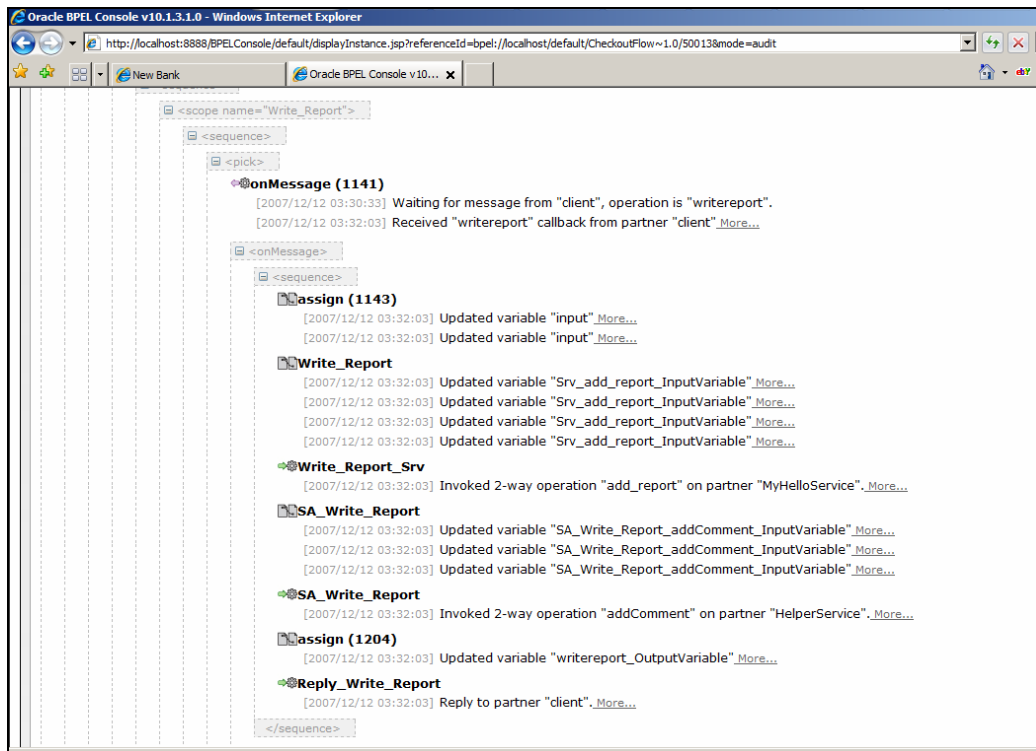 Oracle BPEL Console v10.1.3.1.0 - Windows Internet Explorer
http://localhost:8888/BPELConsole/default/displayInstance.jsp?referenceId=bpel://localhost/default/CheckoutFlow~1.0/50013&mode=audit
New Bank
Oracle BPEL Console v10...
ebY
<scope name="Write_Report">
<sequence>
<pick>
onMessage (1141)
[2007/12/12 03:30:33] Waiting for message from "client", operation is "writereport".
[2007/12/12 03:32:03] Received "writereport" callback from partner "client" More...
<onMessage>
<sequence>
assign (1143)
[2007/12/12 03:32:03] Updated variable "input" More...
[2007/12/12 03:32:03] Updated variable "input" More...
Write_Report
[2007/12/12 03:32:03] Updated variable "Srv_add_report_InputVariable" More...
[2007/12/12 03:32:03] Updated variable "Srv_add_report_InputVariable" More...
[2007/12/12 03:32:03] Updated variable "Srv_add_report_InputVariable" More...
[2007/12/12 03:32:03] Updated variable "Srv_add_report_InputVariable" More...
Write_Report_Srv
[2007/12/12 03:32:03] Invoked 2-way operation "add_report" on partner "MyHelloService". More...
SA_Write_Report
[2007/12/12 03:32:03] Updated variable "SA_Write_Report_addComment_InputVariable" More...
[2007/12/12 03:32:03] Updated variable "SA_Write_Report_addComment_InputVariable" More...
[2007/12/12 03:32:03] Updated variable "SA_Write_Report_addComment_InputVariable" More...
SA_Write_Report
[2007/12/12 03:32:03] Invoked 2-way operation "addComment" on partner "HelperService". More...
assign (1204)
[2007/12/12 03:32:03] Updated variable "writereport_OutputVariable" More...
Reply_Write_Report
[2007/12/12 03:32:03] Reply to partner "client". More...
</sequence>